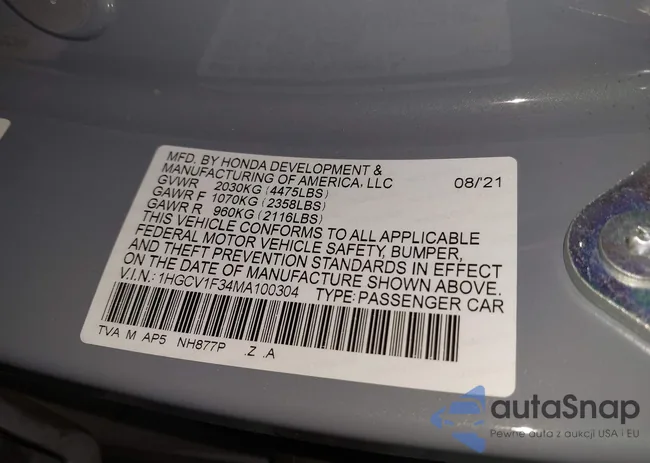 MFD. BY HONDA DEVELOPMENT &
MANUFACTURING OF AMERICA, LLC 08/'21
GVWR 2030KG (4475LBS)
GAWR F 1070KG (2358LBS)
GAWR R 960KG (2116LBS)
THIS VEHICLE CONFORMS TO ALL APPLICABLE
FEDERAL MOTOR VEHICLE SAFETY, BUMPER,
AND THEFT PREVENTION STANDARDS IN EFFECT
ON THE DATE OF MANUFACTURE SHOWN ABOVE.
V.I.N.: 1HGCV1F34MA100304 TYPE: PASSENGER CAR
TVA M AP5 NH877P .Z .A
autaSnap
Pewne auta z aukcji USA i EU